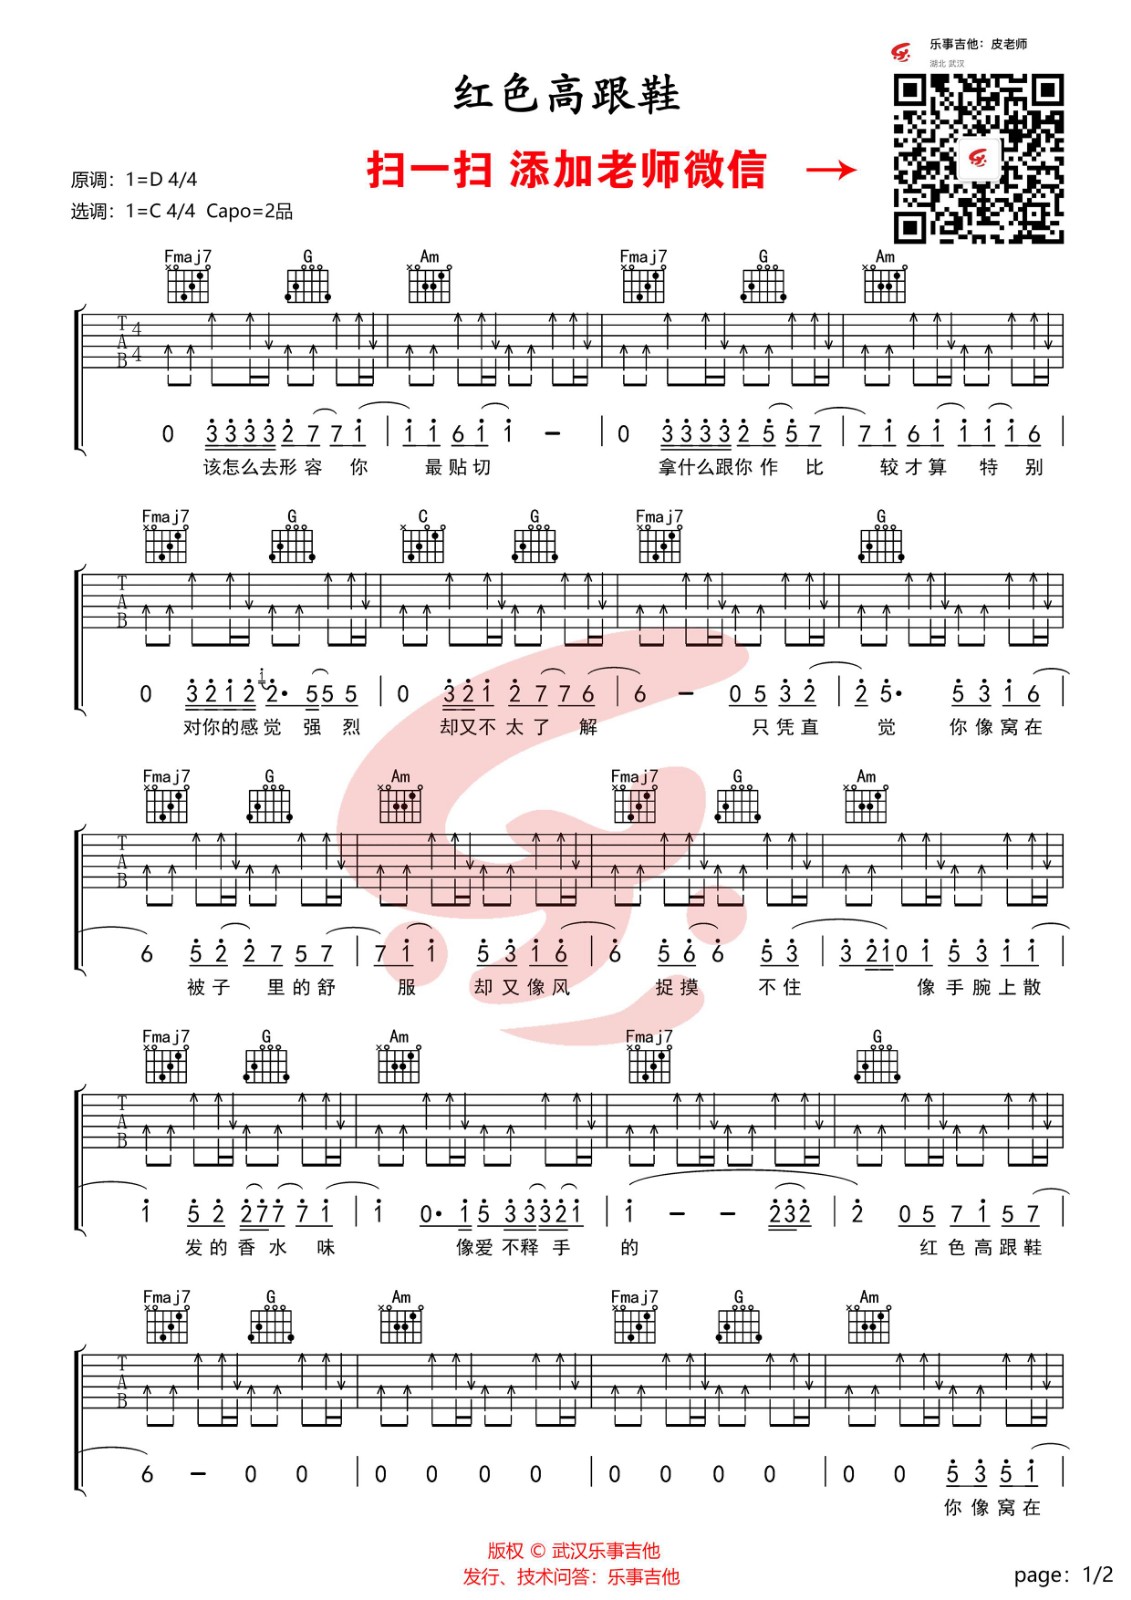 乐事吉他：皮老师
湖北 武汉
红色高跟鞋
扫一扫 添加老师微信 →
原调：1=D 4/4
选调：1=C 4/4 Capo=2品
Fmaj7 G Am Fmaj7 G Am
T A B 4 4
0 3 3 3 3 2 7 7 1 | 1 1 6 1 1 – | 0 3 3 3 3 2 5 5 7 | 7 1 6 1 1 1 1 6 |
该怎么去形 容 你 最贴切 拿什么跟你 作 比 较 才 算 特 别
Fmaj7 G C G Fmaj7 G
T A B
0 3 2 1 2 1 2· 5 5 5 | 0 3 2 1 2 7 7 6 | 6 – 0 5 3 2 | 2 5· 5 3 1 6 |
对你的感 觉 强 烈 却又不 太 了 解 只 凭 直 觉 你 像 窝 在
Fmaj7 G Am Fmaj7 G Am
T A B
6 5 2 2 7 5 7 | 7 1 1 5 3 1 6 | 6 5 6 6 5 3 | 3 2 1 0 1 5 3 1 1 |
被 子 里 的 舒 服 却 又 像 风 捉 摸 不 住 像 手 腕 上 散
Fmaj7 G Am Fmaj7 G
T A B
1 5 2 2 7 7 7 1 | 1 0· 1 5 3 3 3 2 1 | 1 – – 2 3 2 | 2 0 5 7 1 5 7 |
发 的 香 水 味 像爱 不释 手 的 红 色 高 跟 鞋
Fmaj7 G Am Fmaj7 G Am
T A B
6 – 0 0 | 0 0 0 0 | 0 0 0 0 | 0 0 5 3 5 1 |
你 像 窝 在
版权 © 武汉乐事吉他
发行、技术问答：乐事吉他
page：1/2